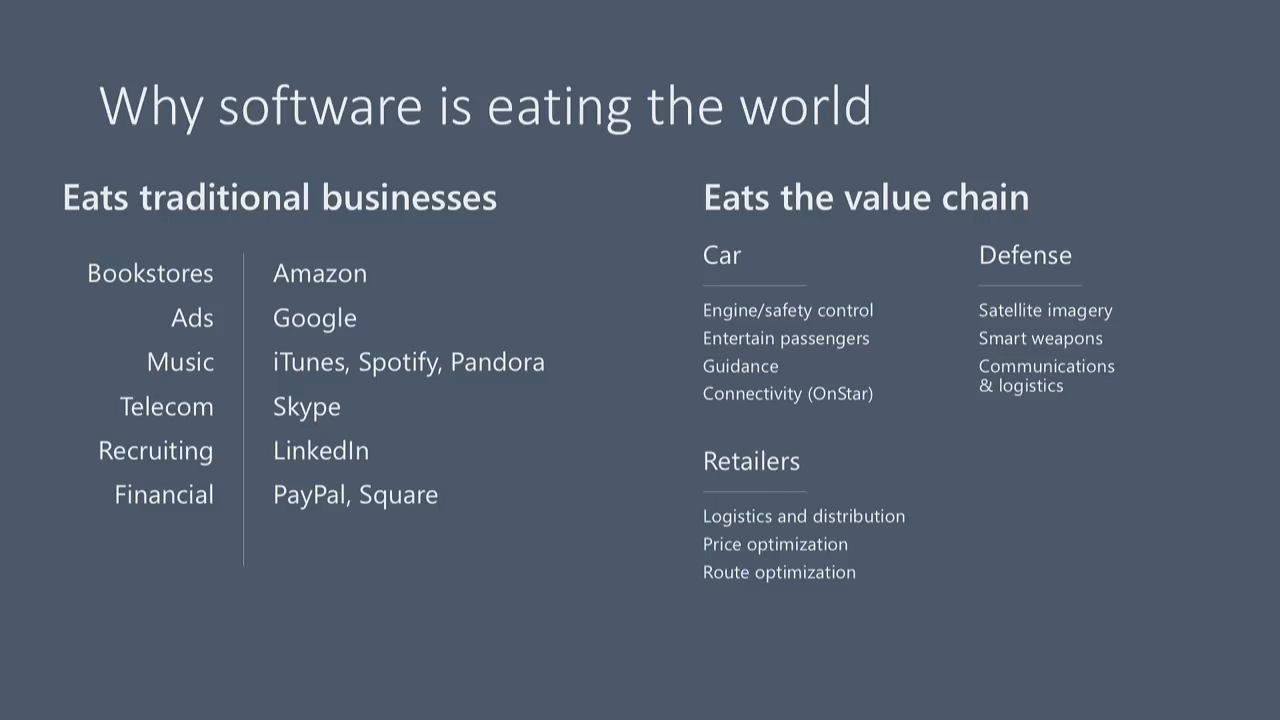 Why software is eating the world
Eats traditional businesses
Bookstores Amazon
Ads Google
Music iTunes, Spotify, Pandora
Telecom Skype
Recruiting LinkedIn
Financial PayPal, Square
Eats the value chain
Car
Engine/safety control
Entertain passengers
Guidance
Connectivity (OnStar)
Defense
Satellite imagery
Smart weapons
Communications
& logistics
Retailers
Logistics and distribution
Price optimization
Route optimization